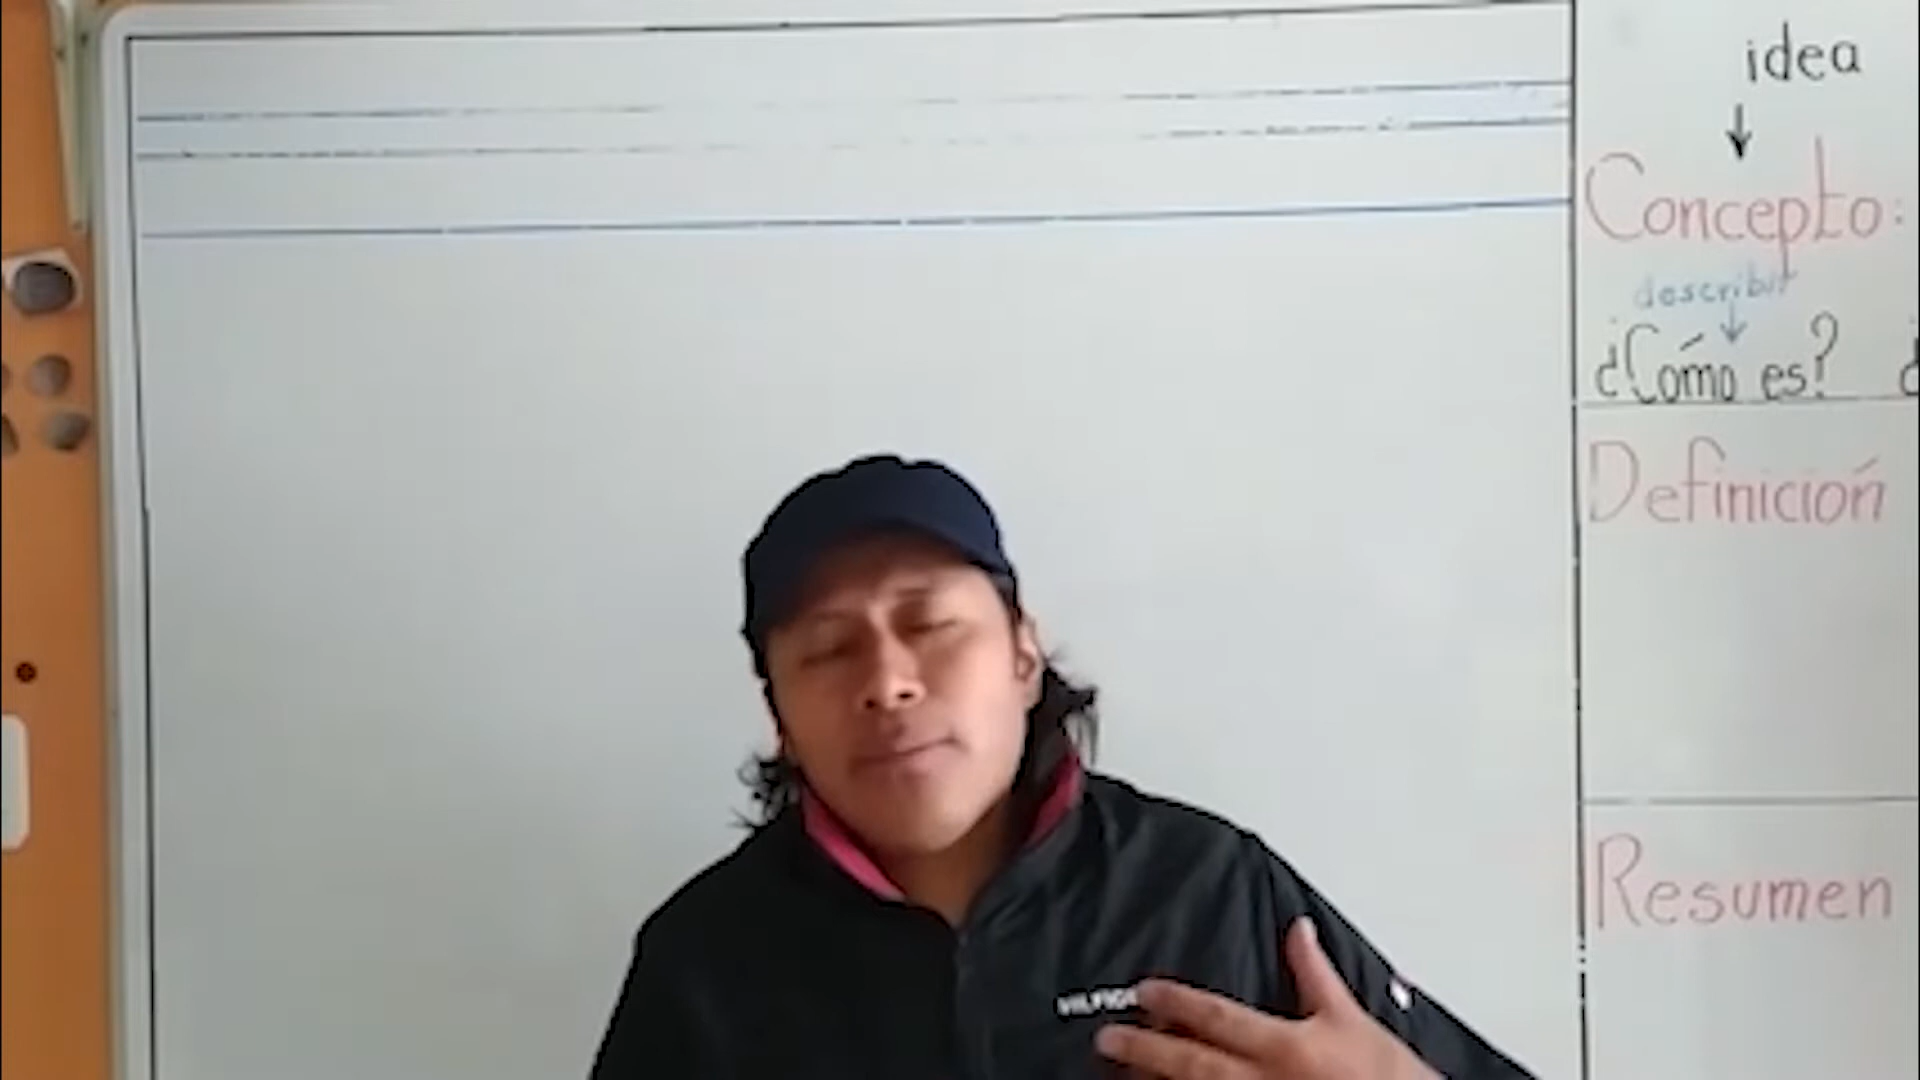 idea
Concepto:
describir
¿Cómo es? ¿
Definición
Resumen